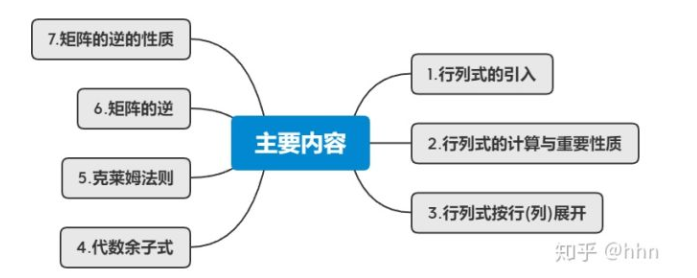 主要内容
1.行列式的引入
2.行列式的计算与重要性质
3.行列式按行(列)展开
4.代数余子式
5.克莱姆法则
6.矩阵的逆
7.矩阵的逆的性质
知乎 @hhn